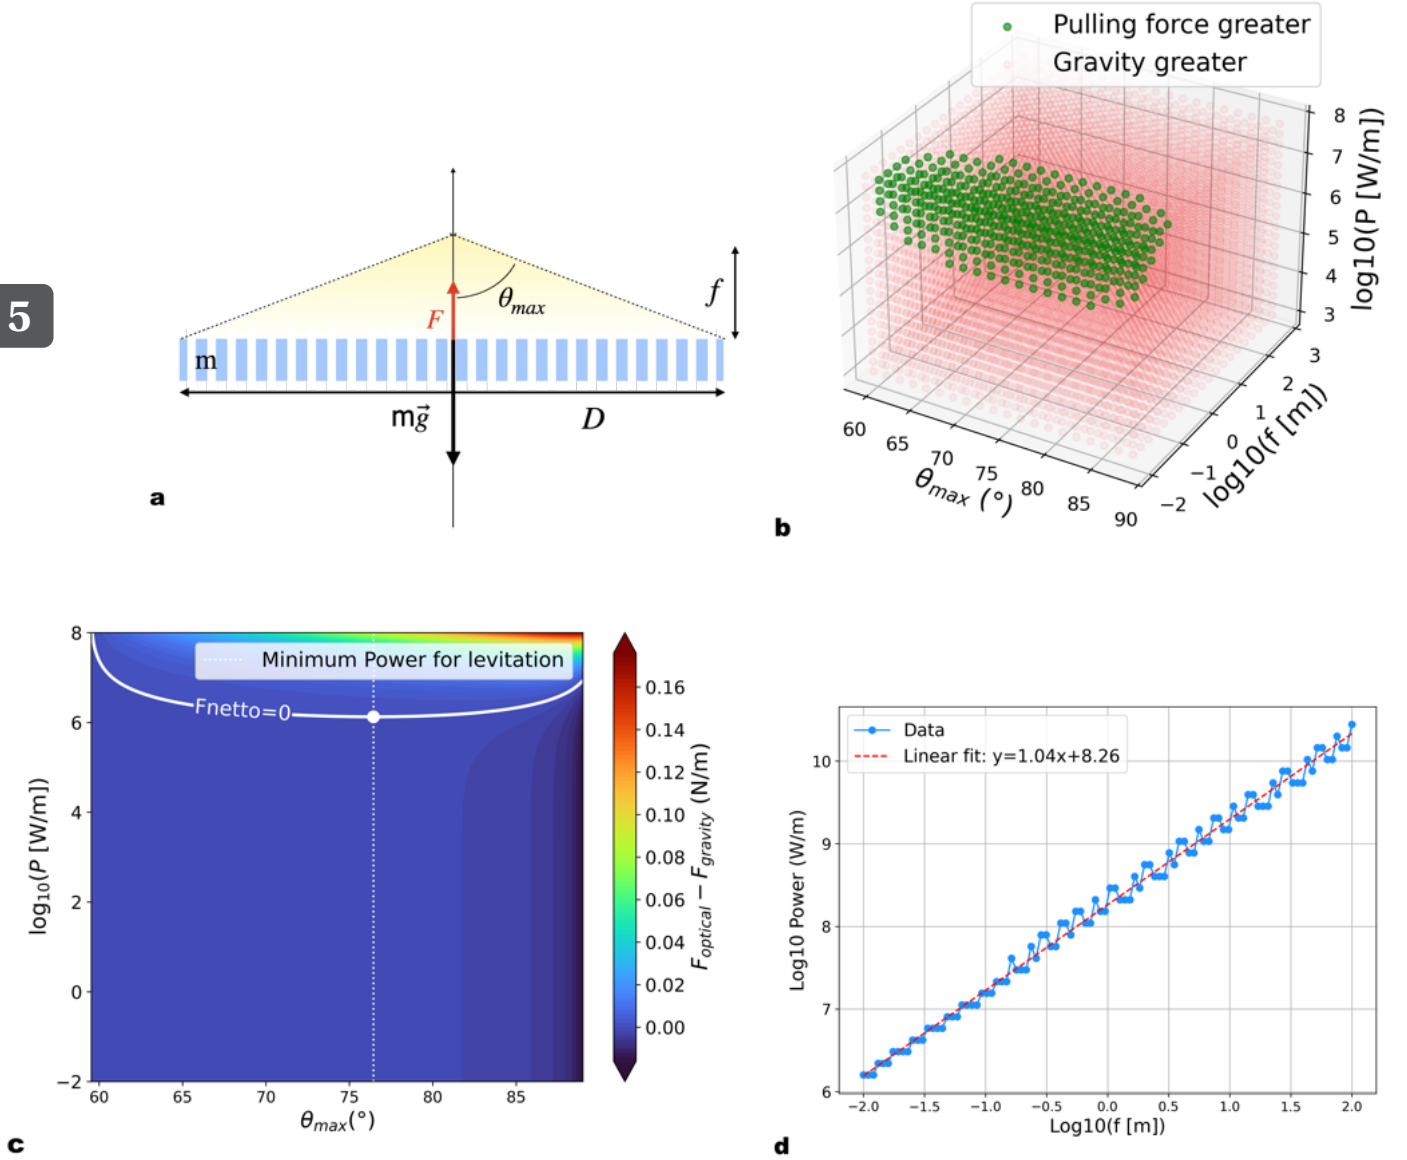 5
F
θmax
f
m
mg⃗
D
a
Pulling force greater
Gravity greater
8
7
6
5
4
3
log10(P [W/m])
3
2
1
0
−1
−2
log10(f [m])
60
65
70
75
80
85
90
θmax (°)
b
8
6
4
2
0
−2
log10(P [W/m])
Minimum Power for levitation
Fnetto=0
60
65
70
75
80
85
θmax(°)
0.16
0.14
0.12
0.10
0.08
0.06
0.04
0.02
0.00
Foptical − Fgravity (N/m)
c
Data
Linear fit: y=1.04x+8.26
10
9
8
7
6
Log10 Power (W/m)
−2.0
−1.5
−1.0
−0.5
0.0
0.5
1.0
1.5
2.0
Log10(f [m])
d